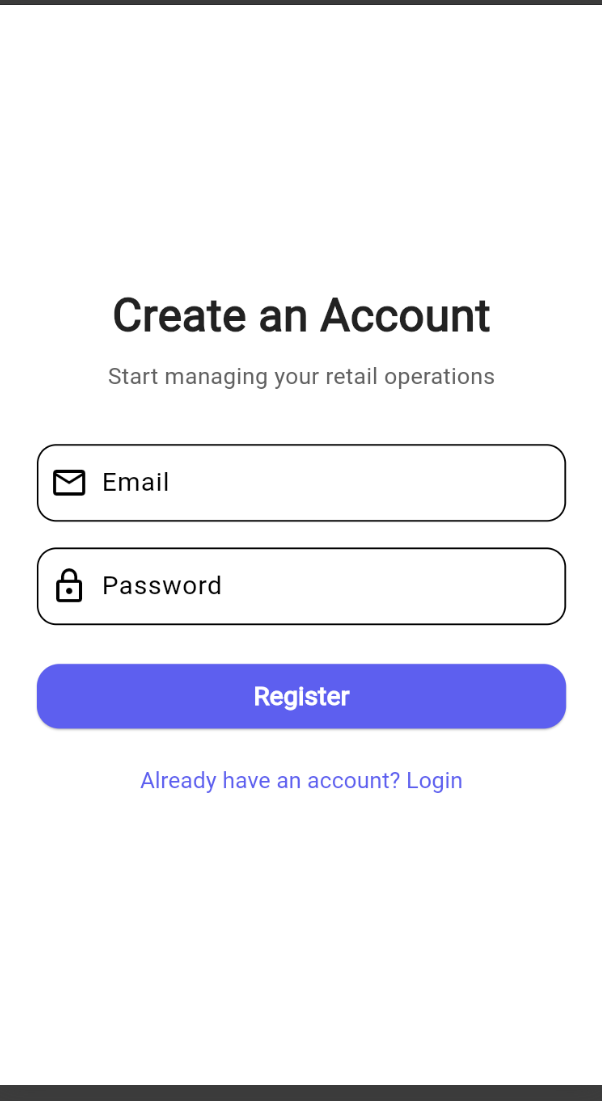 Create an Account
Start managing your retail operations
Email
Password
Register
Already have an account? Login